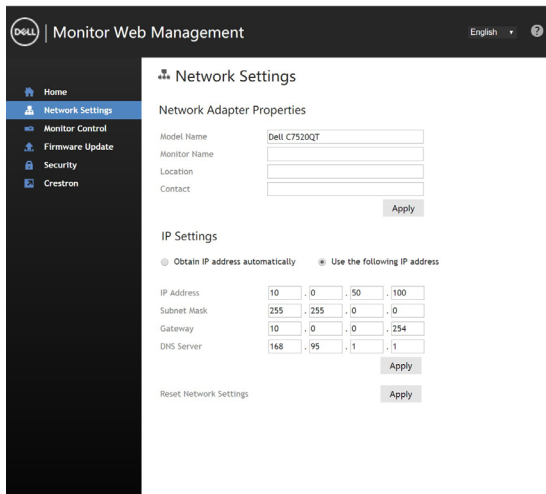 DELL | Monitor Web Management
English
?
Network Settings
Home
Network Settings
Monitor Control
Firmware Update
Security
Crestron
Network Adapter Properties
Model Name Dell C7520QT
Monitor Name
Location
Contact
Apply
IP Settings
Obtain IP address automatically Use the following IP address
IP Address 10 . 0 . 50 . 100
Subnet Mask 255 . 255 . 0 . 0
Gateway 10 . 0 . 0 . 254
DNS Server 168 . 95 . 1 . 1
Apply
Reset Network Settings Apply